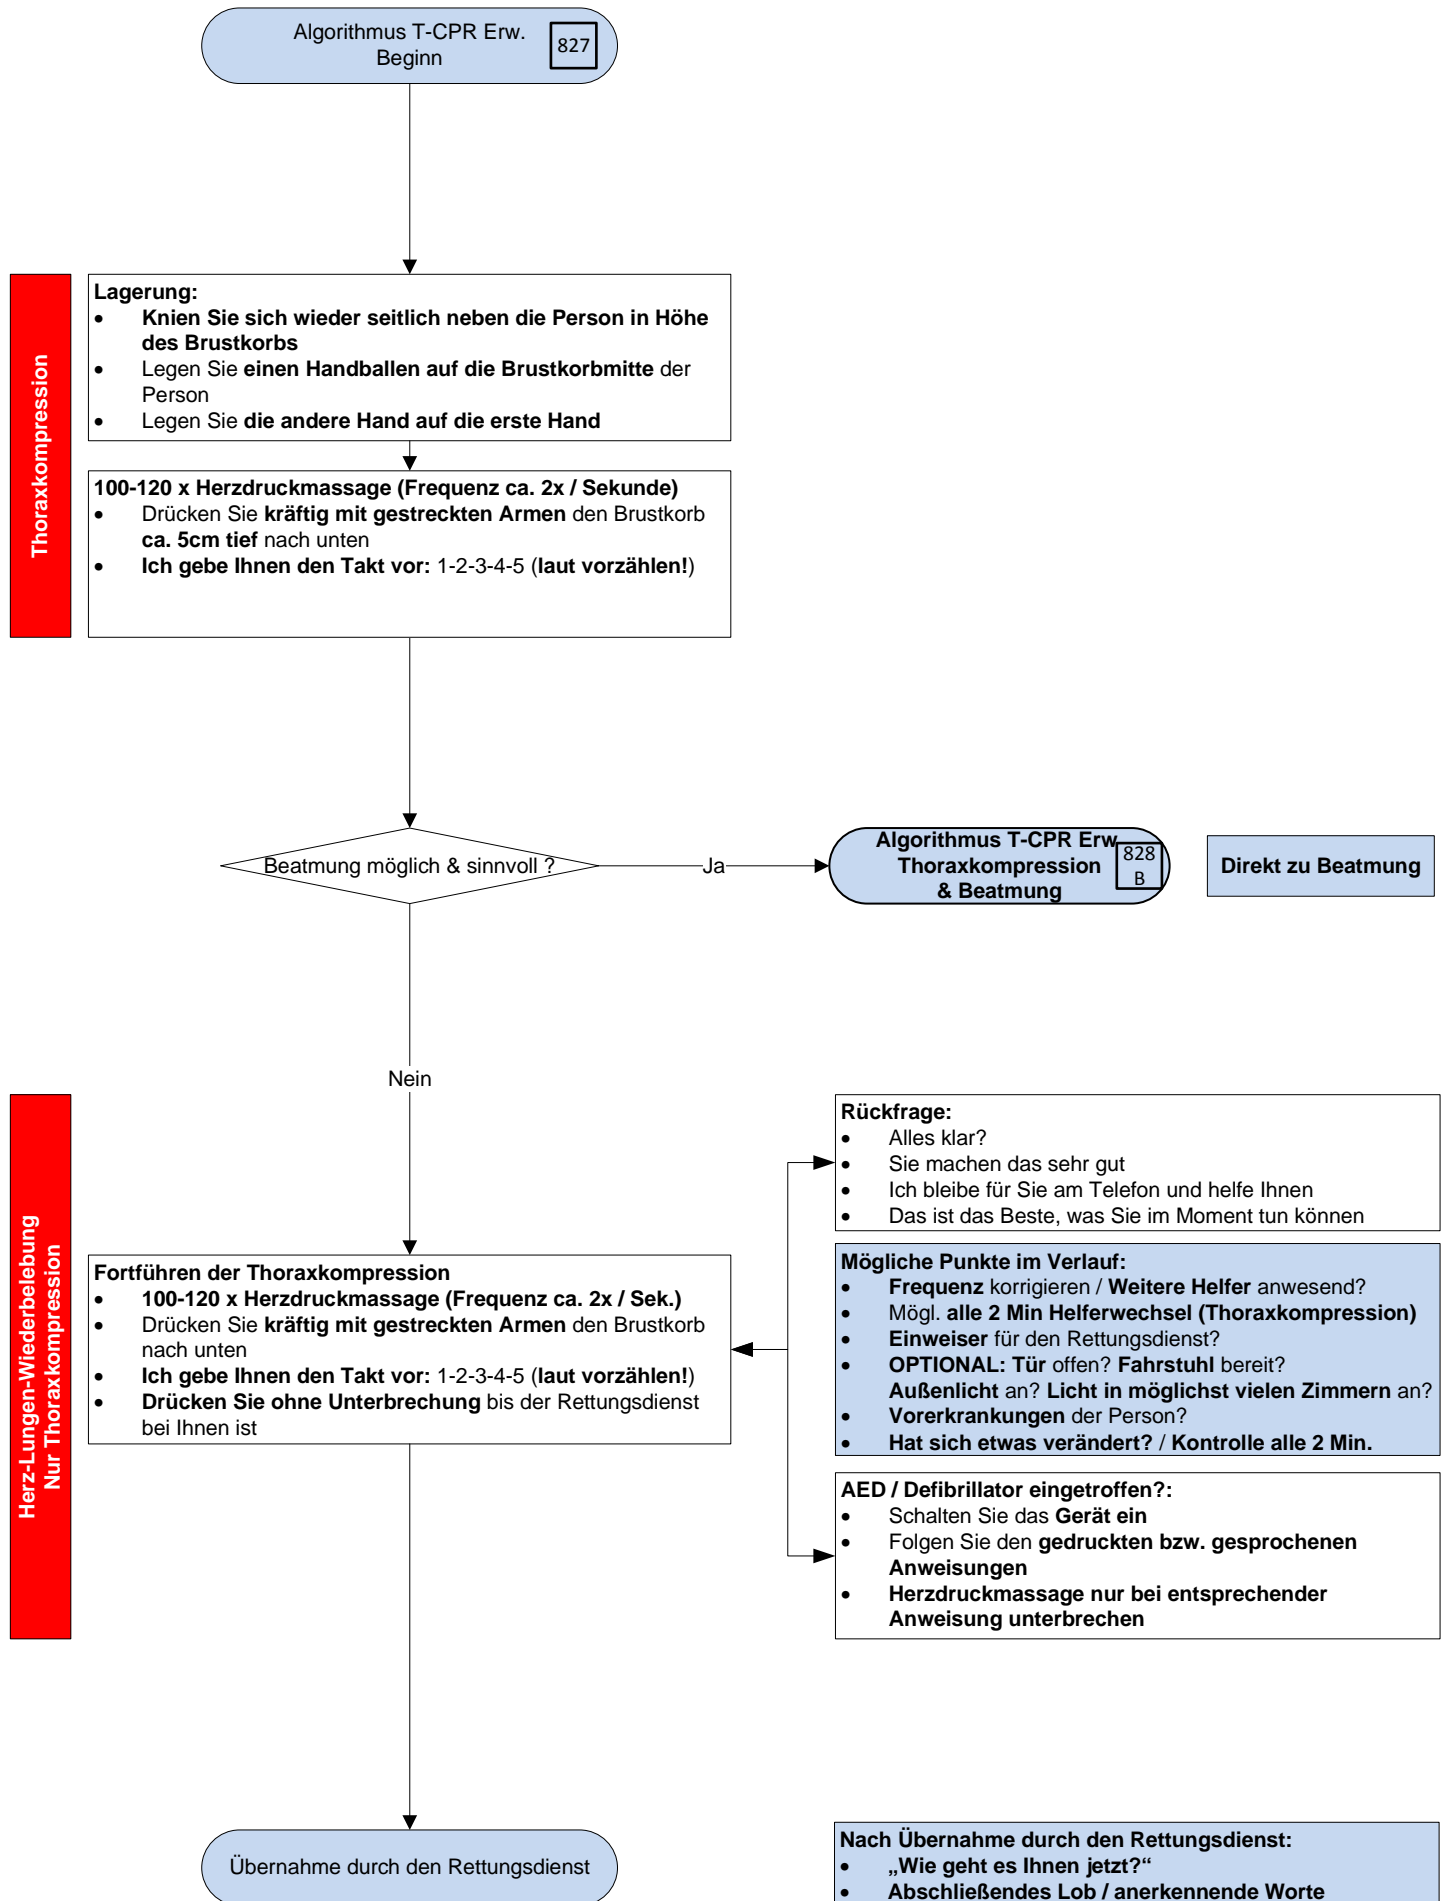 Algorithmus T-CPR Erw.
Beginn
827
Thoraxkompression
Lagerung:
• Knien Sie sich wieder seitlich neben die Person in Höhe
des Brustkorbs
• Legen Sie einen Handballen auf die Brustkorbmitte der
Person
• Legen Sie die andere Hand auf die erste Hand
100-120 x Herzdruckmassage (Frequenz ca. 2x / Sekunde)
• Drücken Sie kräftig mit gestreckten Armen den Brustkorb
ca. 5cm tief nach unten
• Ich gebe Ihnen den Takt vor: 1-2-3-4-5 (laut vorzählen!)
Beatmung möglich & sinnvoll ?
Ja
Algorithmus T-CPR Erw.
Thoraxkompression
& Beatmung
828
B
Direkt zu Beatmung
Nein
Herz-Lungen-Wiederbelebung
Nur Thoraxkompression
Fortführen der Thoraxkompression
• 100-120 x Herzdruckmassage (Frequenz ca. 2x / Sek.)
• Drücken Sie kräftig mit gestreckten Armen den Brustkorb
nach unten
• Ich gebe Ihnen den Takt vor: 1-2-3-4-5 (laut vorzählen!)
• Drücken Sie ohne Unterbrechung bis der Rettungsdienst
bei Ihnen ist
Rückfrage:
• Alles klar?
• Sie machen das sehr gut
• Ich bleibe für Sie am Telefon und helfe Ihnen
• Das ist das Beste, was Sie im Moment tun können
Mögliche Punkte im Verlauf:
• Frequenz korrigieren / Weitere Helfer anwesend?
• Mögl. alle 2 Min Helferwechsel (Thoraxkompression)
• Einweiser für den Rettungsdienst?
• OPTIONAL: Tür offen? Fahrstuhl bereit?
Außenlicht an? Licht in möglichst vielen Zimmern an?
• Vorerkrankungen der Person?
• Hat sich etwas verändert? / Kontrolle alle 2 Min.
AED / Defibrillator eingetroffen?:
• Schalten Sie das Gerät ein
• Folgen Sie den gedruckten bzw. gesprochenen
Anweisungen
• Herzdruckmassage nur bei entsprechender
Anweisung unterbrechen
Übernahme durch den Rettungsdienst
Nach Übernahme durch den Rettungsdienst:
• „Wie geht es Ihnen jetzt?“
• Abschließendes Lob / anerkennende Worte